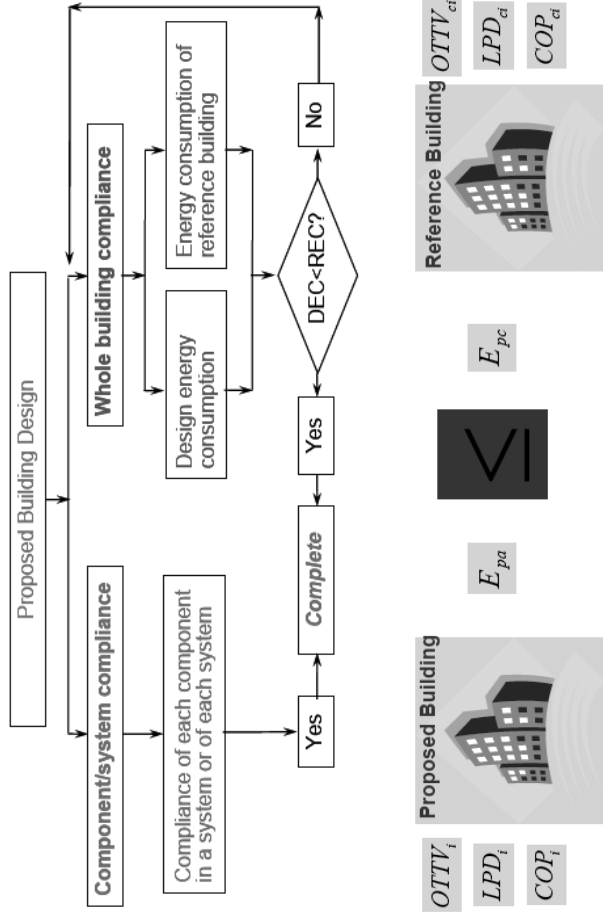 Proposed Building Design
Component/system compliance
Whole building compliance
Compliance of each component
in a system or of each system
Design energy
consumption
Energy consumption of
reference building
DEC<REC?
Yes
Complete
Yes
No
Proposed Building
Reference Building
OTTV_i
LPD_i
COP_i
E_pa
≤
E_pc
OTTV_ci
LPD_ci
COP_ci